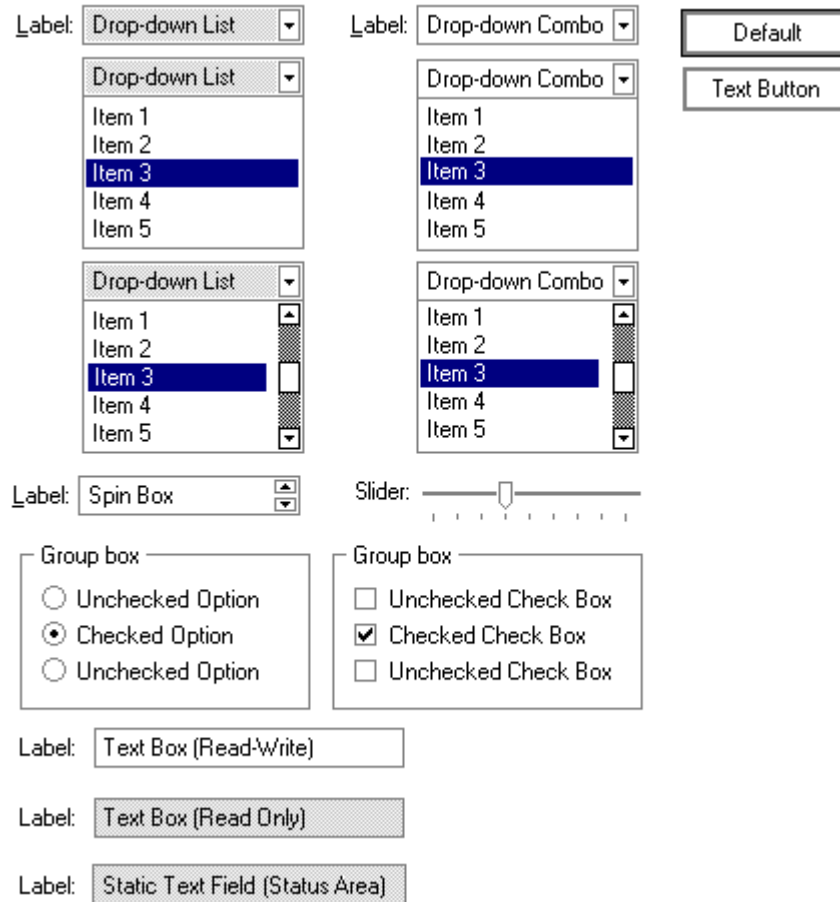 Label: Drop-down List
Label: Drop-down Combo
Default
Text Button
Drop-down List
Item 1
Item 2
Item 3
Item 4
Item 5
Drop-down Combo
Item 1
Item 2
Item 3
Item 4
Item 5
Drop-down List
Item 1
Item 2
Item 3
Item 4
Item 5
Drop-down Combo
Item 1
Item 2
Item 3
Item 4
Item 5
Label: Spin Box
Slider:
Group box
Unchecked Option
Checked Option
Unchecked Option
Group box
Unchecked Check Box
Checked Check Box
Unchecked Check Box
Label: Text Box (Read-Write)
Label: Text Box (Read Only)
Label: Static Text Field (Status Area)